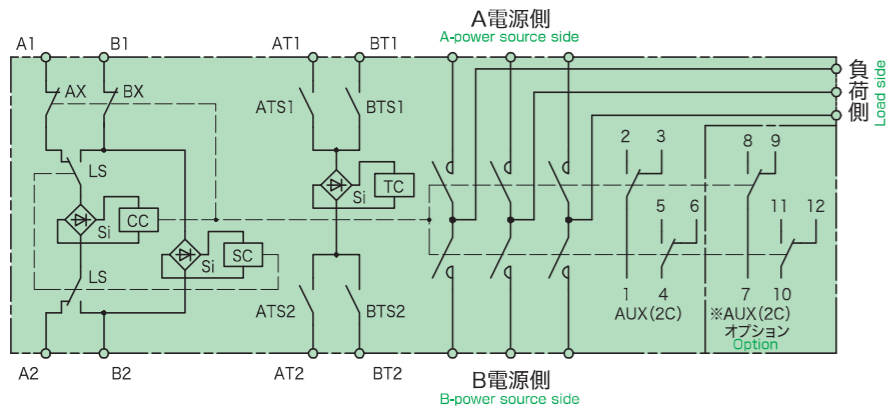 A電源側
A-power source side
A1
B1
AT1
BT1
AX
BX
ATS1
BTS1
負荷側
Load side
LS
2
3
8
9
Si
TC
CC
Si
5
6
11
12
Si
SC
LS
ATS2
BTS2
1
4
7
10
AUX(2C)
※AUX(2C)
オプション
Option
A2
B2
AT2
BT2
B電源側
B-power source side